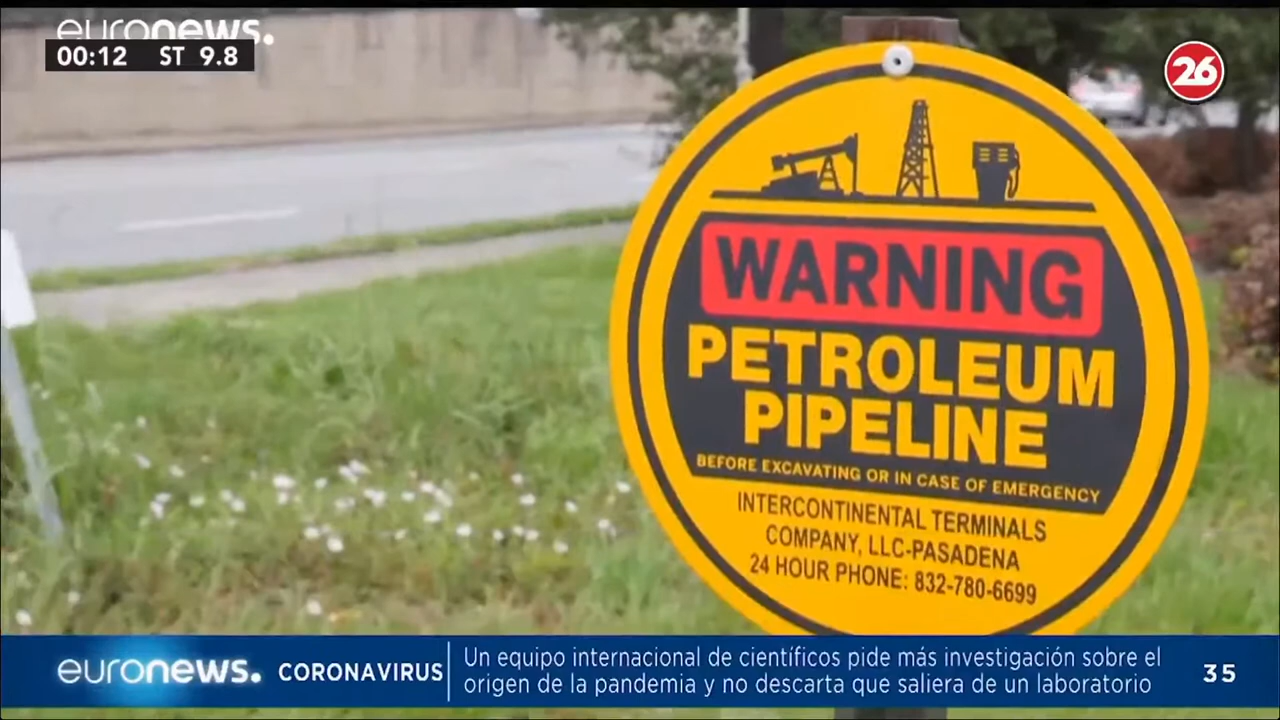 euronews.
00:12 ST 9.8
26
WARNING
PETROLEUM
PIPELINE
BEFORE EXCAVATING OR IN CASE OF EMERGENCY
INTERCONTINENTAL TERMINALS
COMPANY, LLC-PASADENA
24 HOUR PHONE: 832-780-6699
euronews. CORONAVIRUS
Un equipo internacional de científicos pide más investigación sobre el
origen de la pandemia y no descarta que saliera de un laboratorio
35